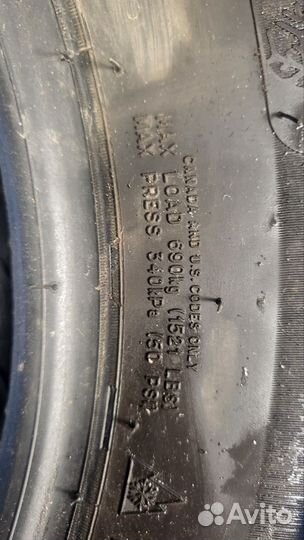 CANADA AND U.S. CODES ONLY
MAX LOAD 690kg (1521 LBS)
MAX PRESS 340kPa (50 PSI)
Avito